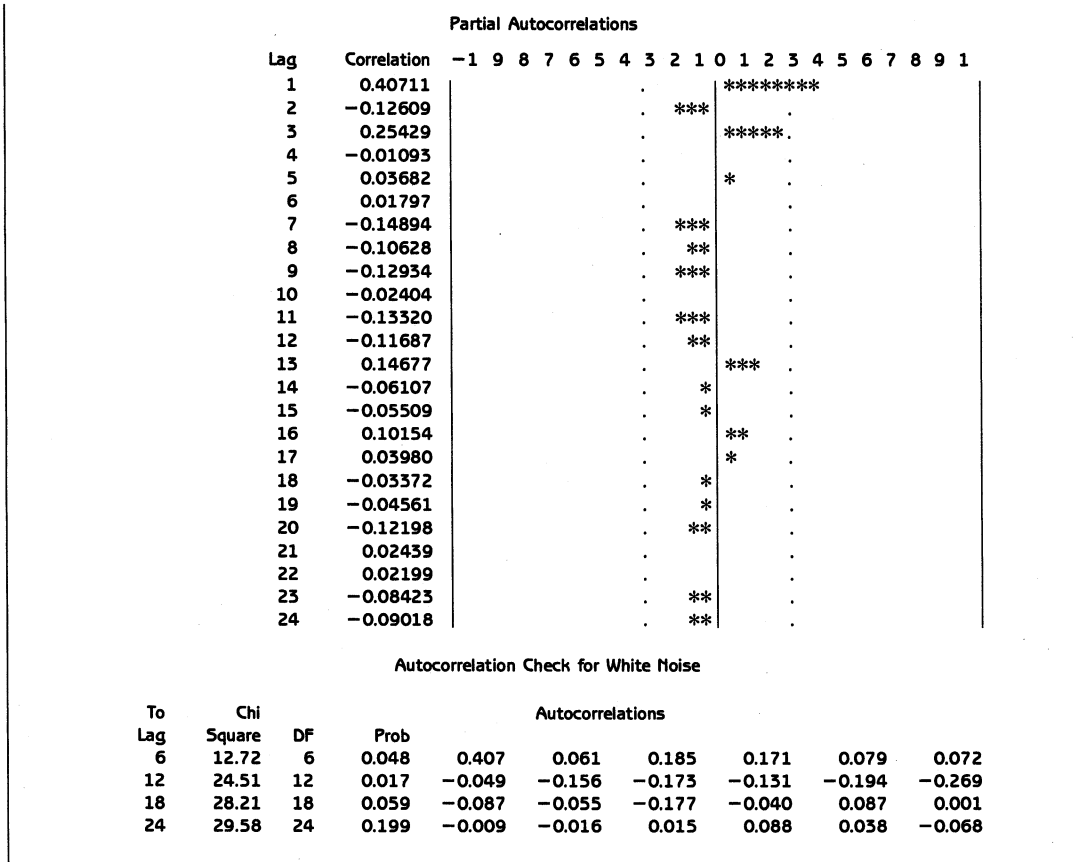 Partial Autocorrelations
Lag Correlation −1 9 8 7 6 5 4 3 2 1 0 1 2 3 4 5 6 7 8 9 1
1 0.40711 . ********
2 −0.12609 . *** .
3 0.25429 . *****.
4 −0.01093 . .
5 0.03682 . * .
6 0.01797 . .
7 −0.14894 . *** .
8 −0.10628 . ** .
9 −0.12934 . *** .
10 −0.02404 . .
11 −0.13320 . *** .
12 −0.11687 . ** .
13 0.14677 . *** .
14 −0.06107 . * .
15 −0.05509 . * .
16 0.10154 . ** .
17 0.03980 . * .
18 −0.03372 . * .
19 −0.04561 . * .
20 −0.12198 . ** .
21 0.02439 . .
22 0.02199 . .
23 −0.08423 . ** .
24 −0.09018 . ** .
Autocorrelation Check for White Noise
To Chi Autocorrelations
Lag Square DF Prob
6 12.72 6 0.048 0.407 0.061 0.185 0.171 0.079 0.072
12 24.51 12 0.017 −0.049 −0.156 −0.173 −0.131 −0.194 −0.269
18 28.21 18 0.059 −0.087 −0.055 −0.177 −0.040 0.087 0.001
24 29.58 24 0.199 −0.009 −0.016 0.015 0.088 0.038 −0.068